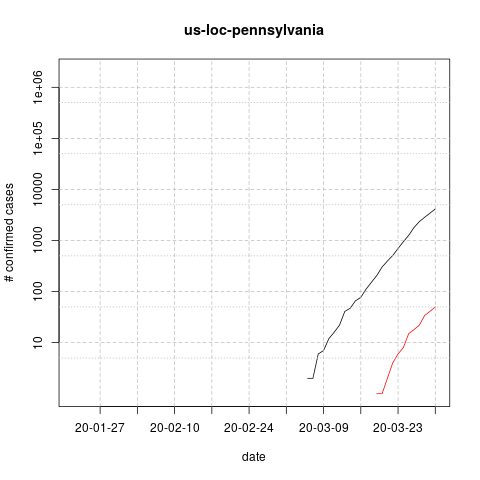 us-loc-pennsylvania
# confirmed cases
1e+06
1e+05
10000
1000
100
10
20-01-27 20-02-10 20-02-24 20-03-09 20-03-23
date